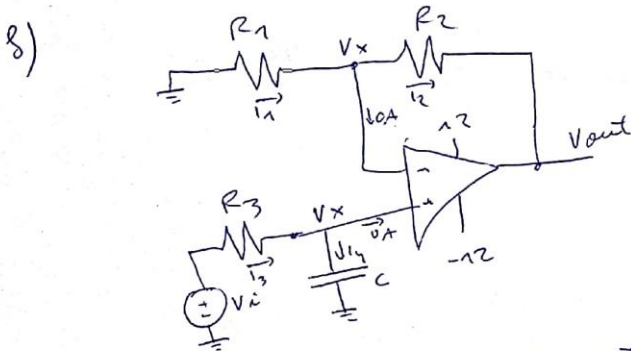 8)
R1
Vx
R2
I1
↓0A
I2
12
Vout
-
+
R3
Vx
0A
I3
↓I4
C
-12
±
Vi